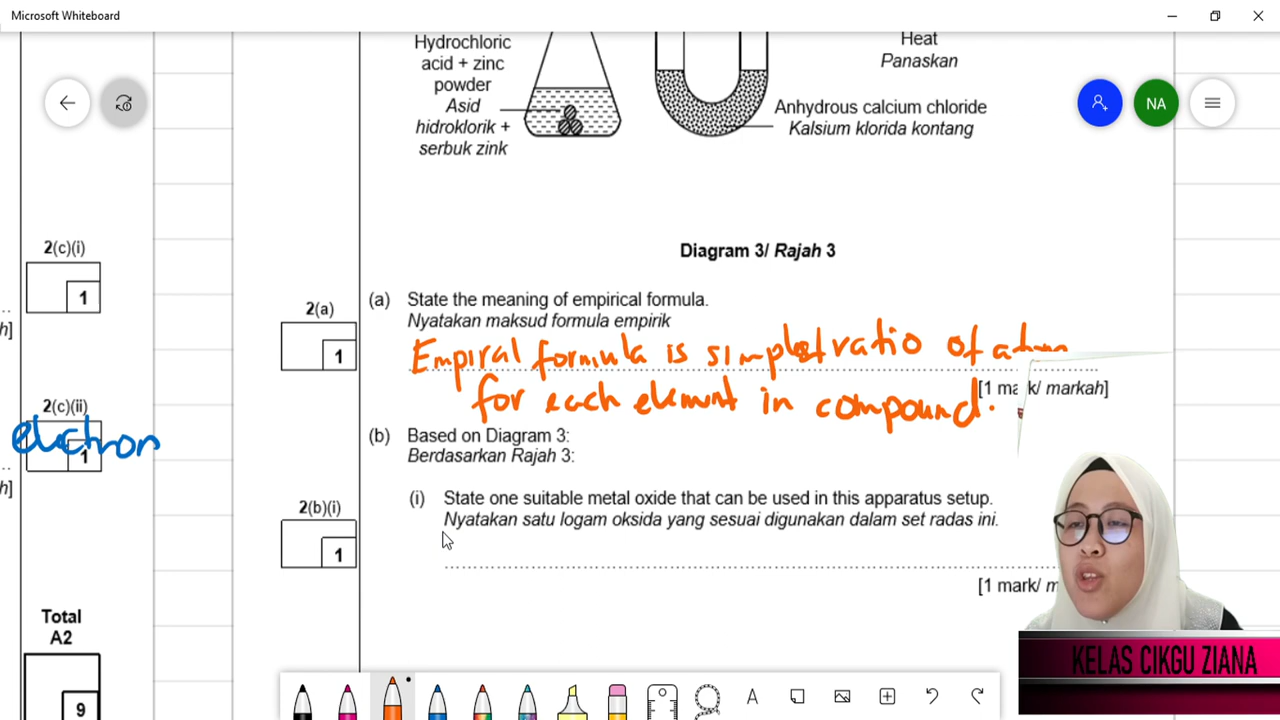 Microsoft Whiteboard
Hydrochloric
acid + zinc
powder
Asid
hidroklorik +
serbuk zink
Heat
Panaskan
Anhydrous calcium chloride
Kalsium klorida kontang
NA
Diagram 3/ Rajah 3
2(c)(i)
1
h]
2(c)(ii)
1
electron
h]
Total
A2
9
2(a)
1
(a) State the meaning of empirical formula.
Nyatakan maksud formula empirik
Empiral formula is simplest ratio of atom
for each element in compound.
[1 mark/ markah]
(b) Based on Diagram 3:
Berdasarkan Rajah 3:
2(b)(i)
1
(i) State one suitable metal oxide that can be used in this apparatus setup.
Nyatakan satu logam oksida yang sesuai digunakan dalam set radas ini.
[1 mark/ m
KELAS CIKGU ZIANA
A